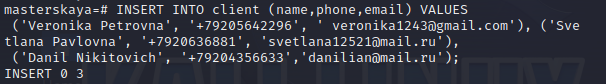 masterskaya=# INSERT INTO client (name,phone,email) VALUES
('Veronika Petrovna', '+79205642296', ' veronika1243@gmail.com'), ('Sve
tlana Pavlovna', '+7920636881', 'svetlana12521@mail.ru'),
('Danil Nikitovich', '+79204356633','danilian@mail.ru');
INSERT 0 3